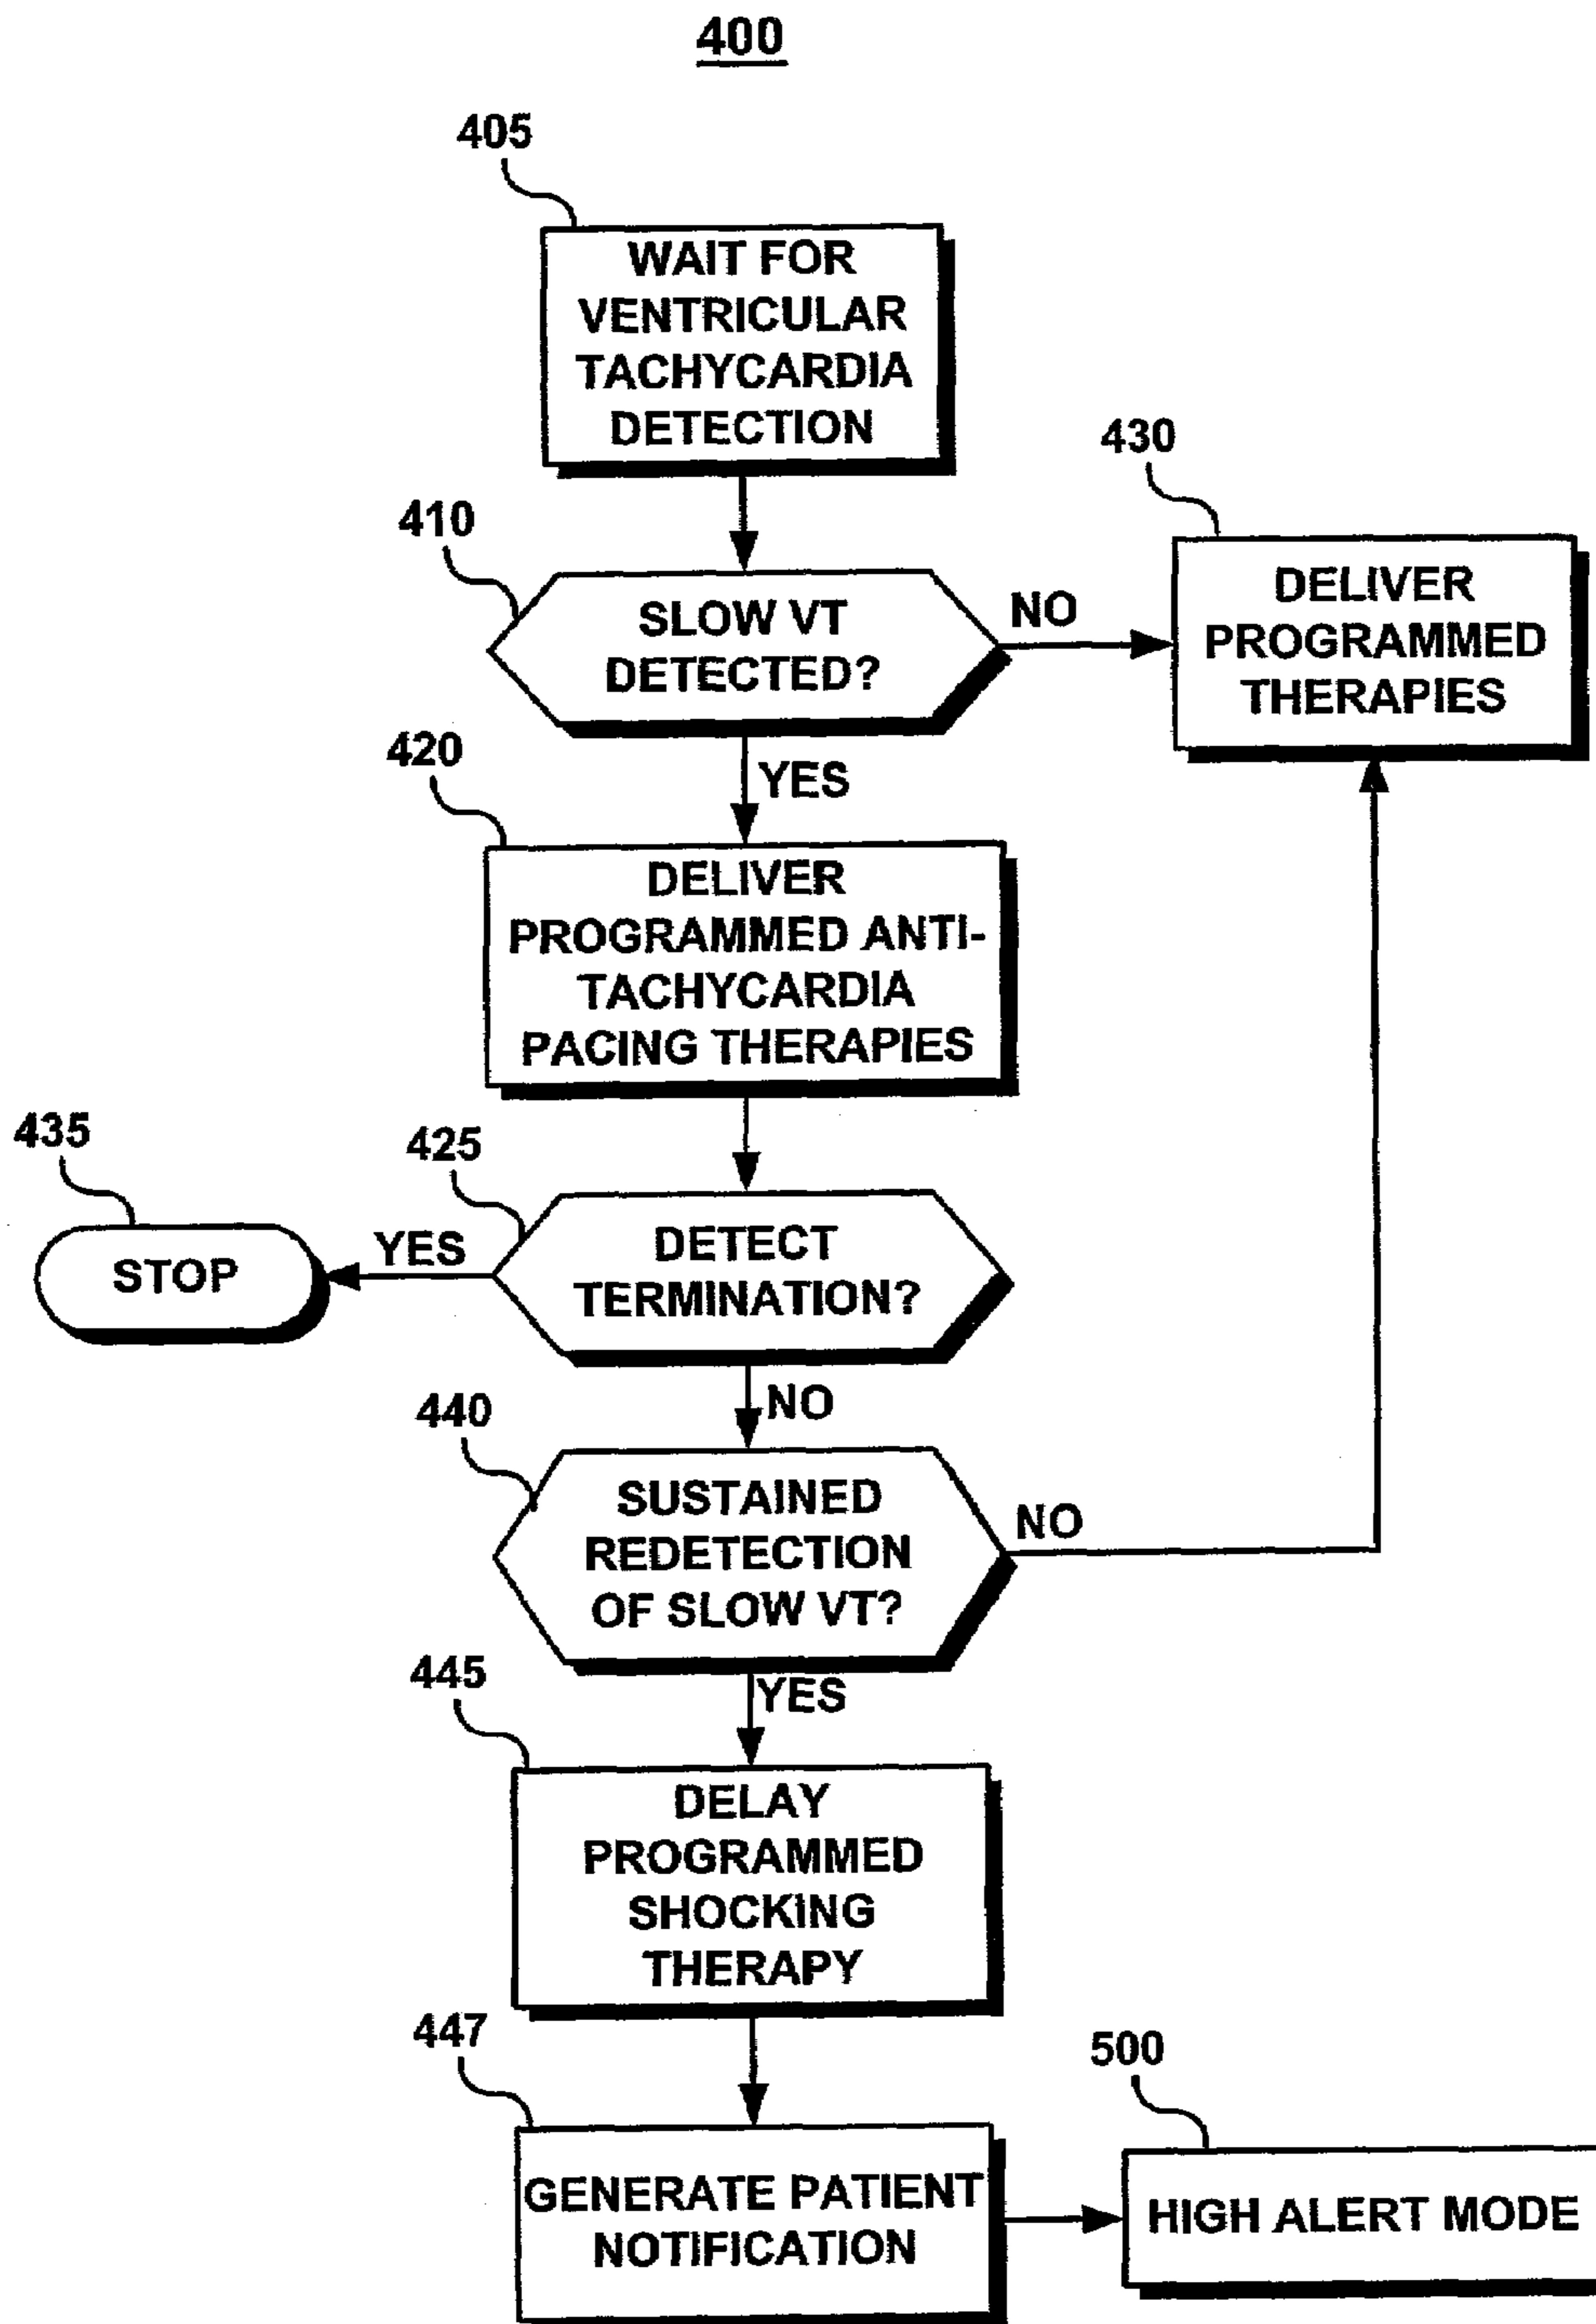 400
405
WAIT FOR
VENTRICULAR
TACHYCARDIA
DETECTION
410
SLOW VT
DETECTED?
NO
430
DELIVER
PROGRAMMED
THERAPIES
YES
420
DELIVER
PROGRAMMED ANTI-
TACHYCARDIA
PACING THERAPIES
435
STOP
YES
425
DETECT
TERMINATION?
NO
440
SUSTAINED
REDETECTION
OF SLOW VT?
NO
YES
445
DELAY
PROGRAMMED
SHOCKING
THERAPY
447
GENERATE PATIENT
NOTIFICATION
500
HIGH ALERT MODE